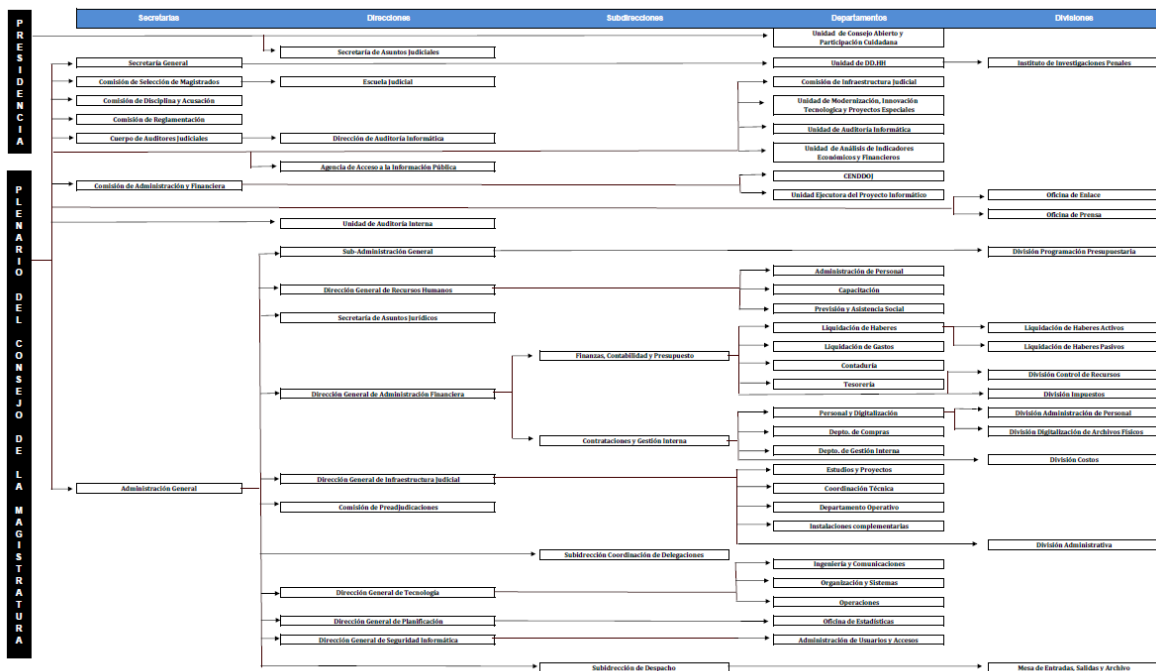 PRESIDENCIA
PLENARIO DEL CONSEJO DE LA MAGISTRATURA
Secretarías
Direcciones
Subdirecciones
Departamentos
Divisiones
Unidad de Consejo Abierto y
Participación Cuidadana
Secretaría de Asuntos Judiciales
Secretaría General
Unidad de DD.HH
Instituto de Investigaciones Penales
Comisión de Selección de Magistrados
Escuela Judicial
Comisión de Infraestructura Judicial
Comisión de Disciplina y Acusación
Unidad de Modernización, Innovación
Tecnologica y Proyectos Especiales
Comisión de Reglamentación
Unidad de Auditoría Informática
Cuerpo de Auditores Judiciales
Dirección de Auditoría Informática
Unidad de Análisis de Indicadores
Económicos y Financieros
Agencia de Acceso a la Información Pública
CENDDOJ
Comisión de Administración y Financiera
Unidad Ejecutora del Proyecto Informático
Oficina de Enlace
Oficina de Prensa
Unidad de Auditoría Interna
Sub-Administración General
División Programación Presupuestaria
Administración de Personal
Dirección General de Recursos Humanos
Capacitación
Previsión y Asistencia Social
Secretaría de Asuntos Jurídicos
Liquidación de Haberes
Liquidación de Haberes Activos
Liquidación de Gastos
Liquidación de Haberes Pasivos
Finanzas, Contabilidad y Presupuesto
Contaduría
División Control de Recursos
Tesorería
Dirección General de Administración Financiera
División Impuestos
Personal y Digitalización
División Administración de Personal
Depto. de Compras
División Digitalización de Archivos Físicos
Contrataciones y Gestión Interna
Depto. de Gestión Interna
División Costos
Estudios y Proyectos
Dirección General de Infraestructura Judicial
Administración General
Coordinación Técnica
Comisión de Preadjudicaciones
Departamento Operativo
Instalaciones complementarias
División Administrativa
Subidrección Coordinación de Delegaciones
Ingeniería y Comunicaciones
Organización y Sistemas
Dirección General de Tecnología
Operaciones
Dirección General de Planificación
Oficina de Estadísticas
Dirección General de Seguridad Informática
Administración de Usuarios y Accesos
Subdirección de Despacho
Mesa de Entradas, Salidas y Archivo